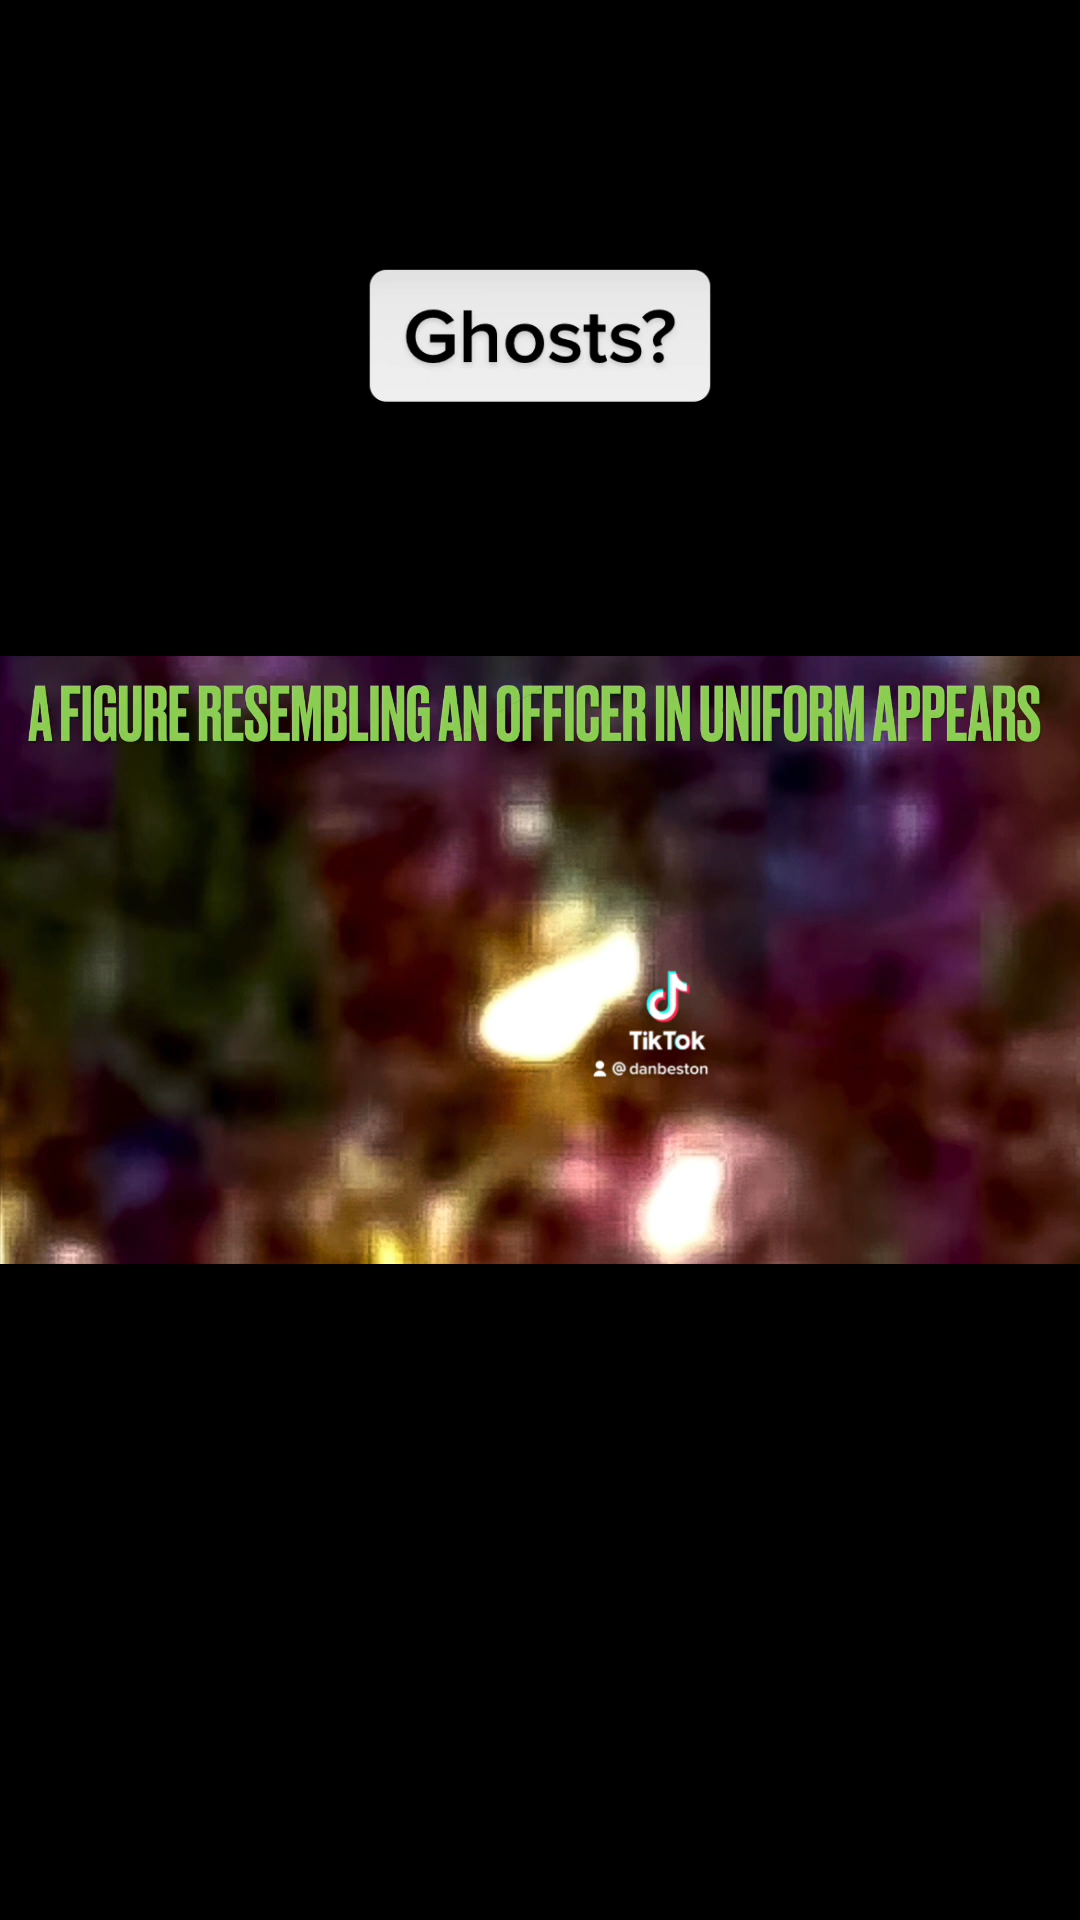 Ghosts?
A FIGURE RESEMBLING AN OFFICER IN UNIFORM APPEARS
TikTok
@danbeston